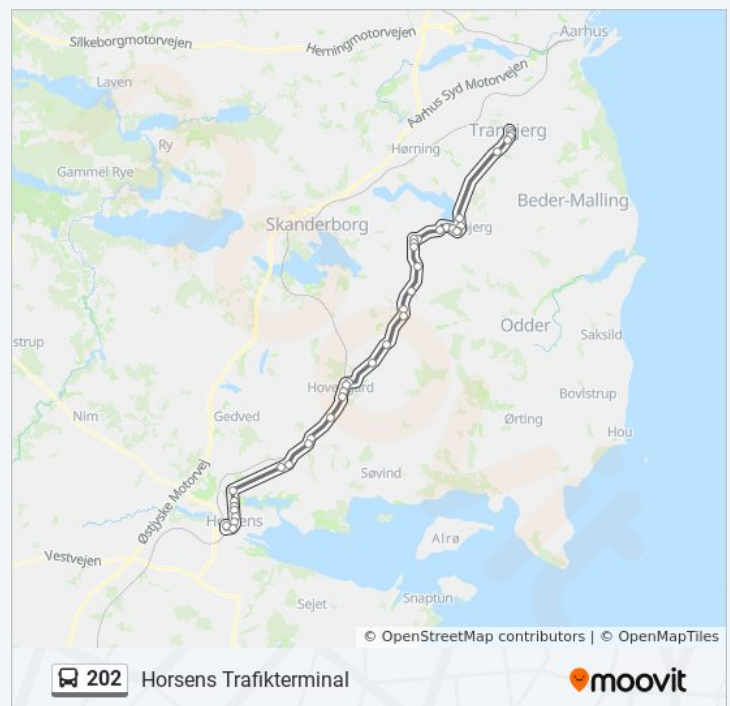 Aarhus
Silkeborgmotorvejen
Herningmotorvejen
Laven
Aarhus Syd Motorvejen
Tranbjerg
Ry
Hørning
Gammel Rye
Beder-Malling
Skanderborg
bjerg
Odder
Saksild
strup
Hovedgård
Bovlstrup
Nim
Gedved
Ørting
Hou
Søvind
Østjyske Motorvej
Horsens
Alrø
Vestvejen
Snaptun
Sejet
© OpenStreetMap contributors | © OpenMapTiles
202 Horsens Trafikterminal
moovit